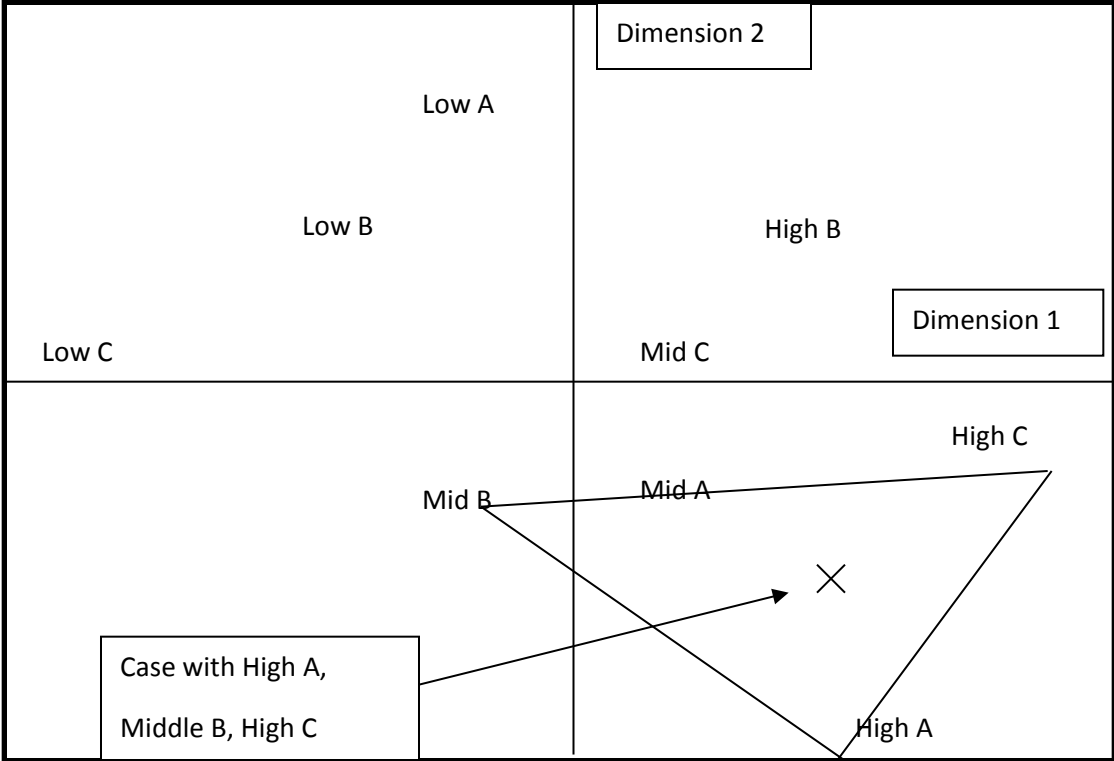 Dimension 2
Low A
Low B
High B
Dimension 1
Low C
Mid C
High C
Mid B
Mid A
Case with High A,
Middle B, High C
High A